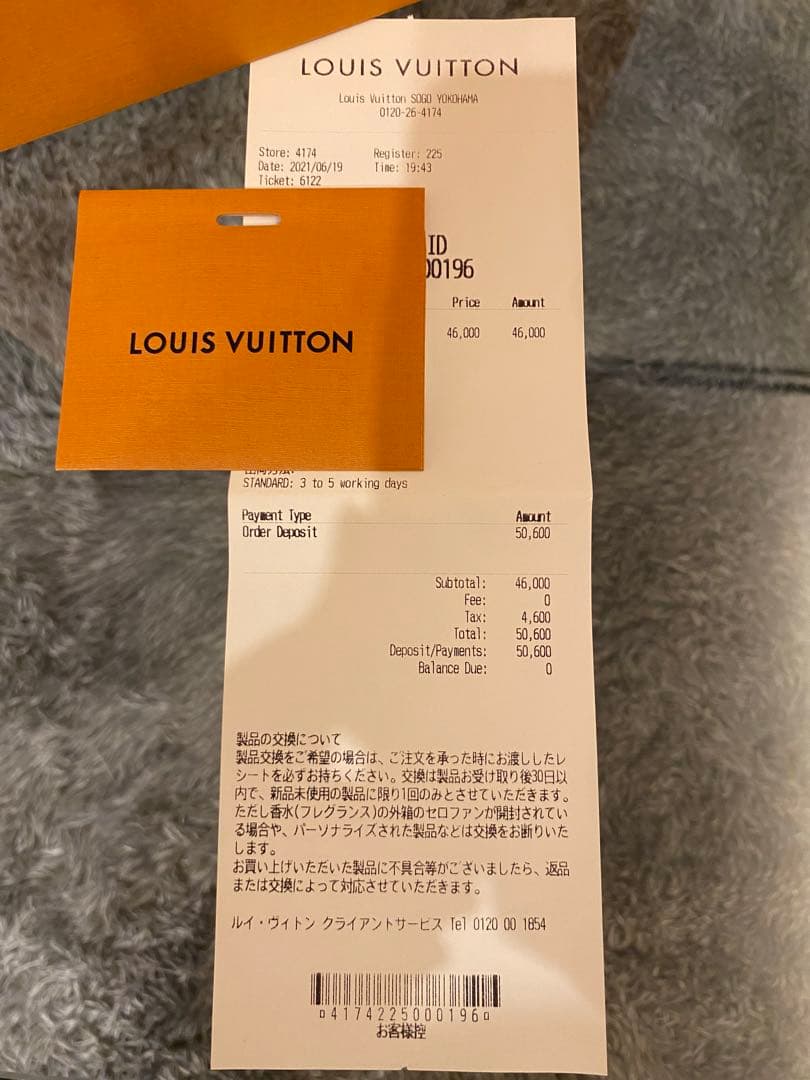 LOUIS VUITTON
Louis Vuitton SOGO YOKOHAMA
0120-26-4174
Store: 4174 Register: 225
Date: 2021/06/19 Time: 19:43
Ticket: 6122
ID
00196
Price Amount
46,000 46,000
LOUIS VUITTON
STANDARD: 3 to 5 working days
Payment Type Amount
Order Deposit 50,600
Subtotal: 46,000
Fee: 0
Tax: 4,600
Total: 50,600
Deposit/Payments: 50,600
Balance Due: 0
製品の交換について
製品交換をご希望の場合は、ご注文を承った時にお渡ししたレ
シートを必ずお持ちください。交換は製品お受け取り後30日以
内で、新品未使用の製品に限り1回のみとさせていただきます。
ただし香水(フレグランス)の外箱のセロファンが開封されてい
る場合や、パーソナライズされた製品などは交換をお断りいた
します。
お買い上げいただいた製品に不具合等がございましたら、返品
または交換によって対応させていただきます。
ルイ・ヴィトン クライアントサービス Tel 0120 00 1854
4174225000196
お客様控